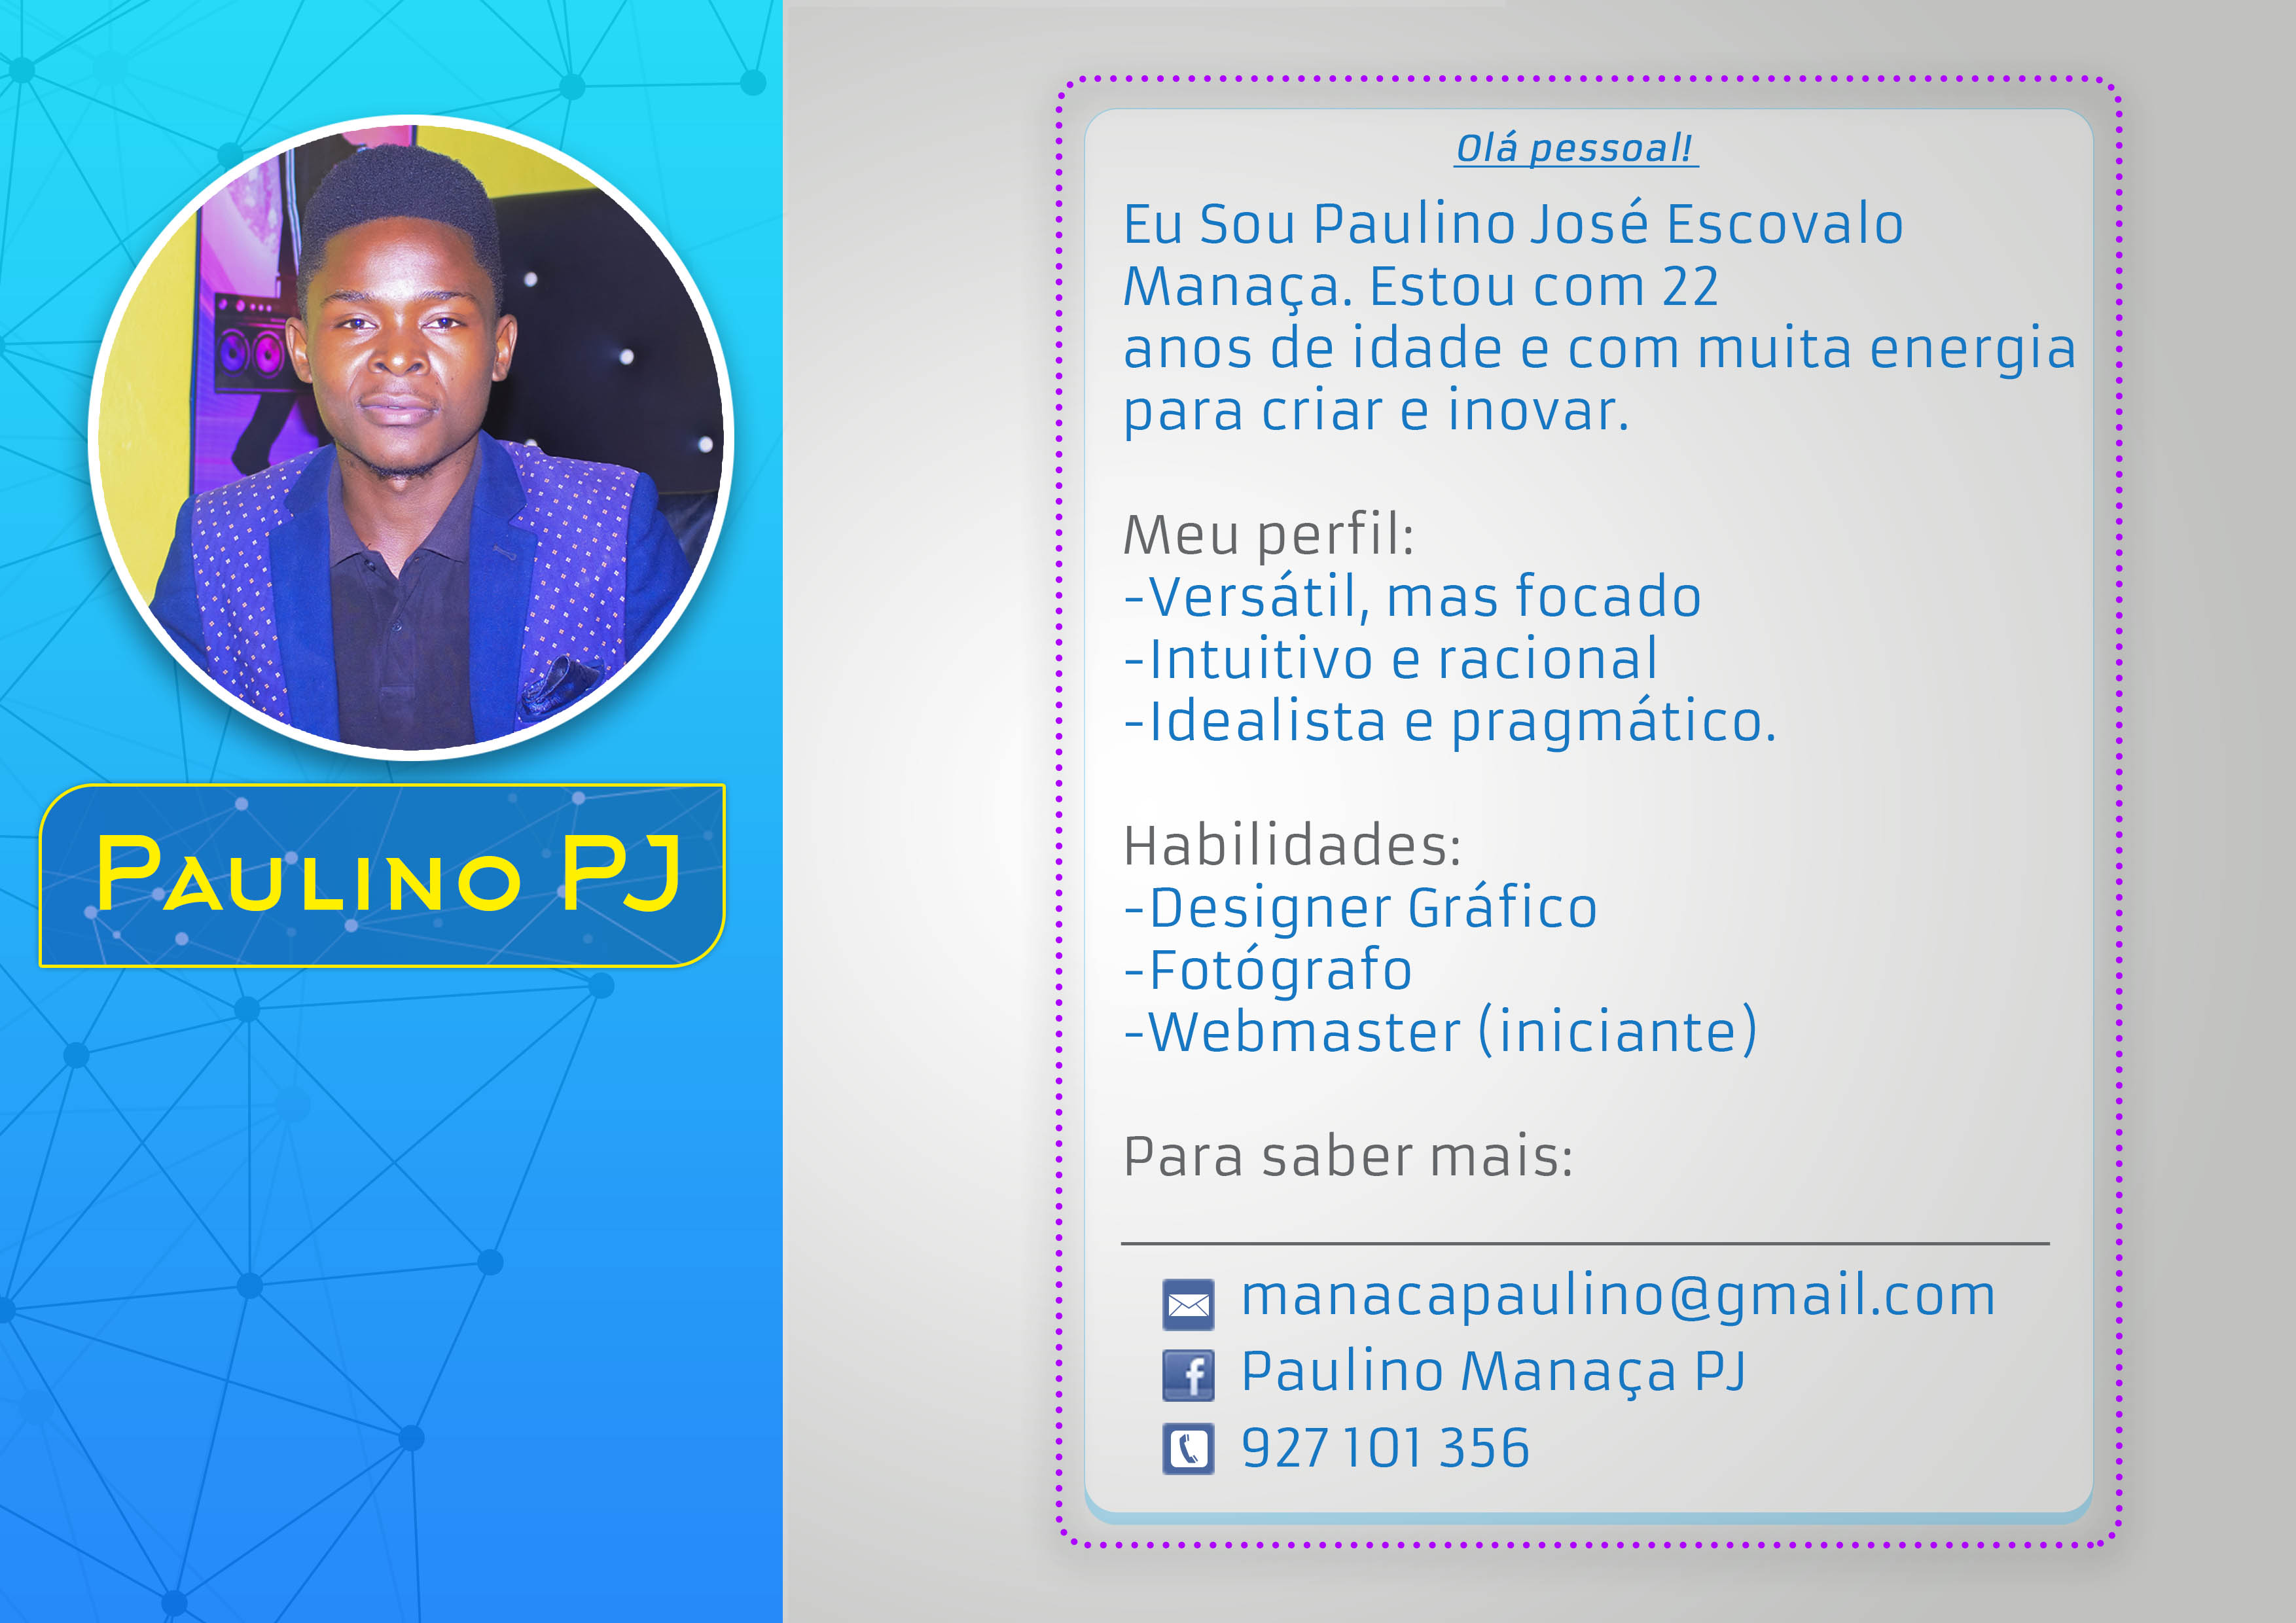 Paulino PJ
Olá pessoal!
Eu Sou Paulino José Escovalo
Manaça. Estou com 22
anos de idade e com muita energia
para criar e inovar.
Meu perfil:
-Versátil, mas focado
-Intuitivo e racional
-Idealista e pragmático.
Habilidades:
-Designer Gráfico
-Fotógrafo
-Webmaster (iniciante)
Para saber mais:
manacapaulino@gmail.com
Paulino Manaça PJ
927 101 356